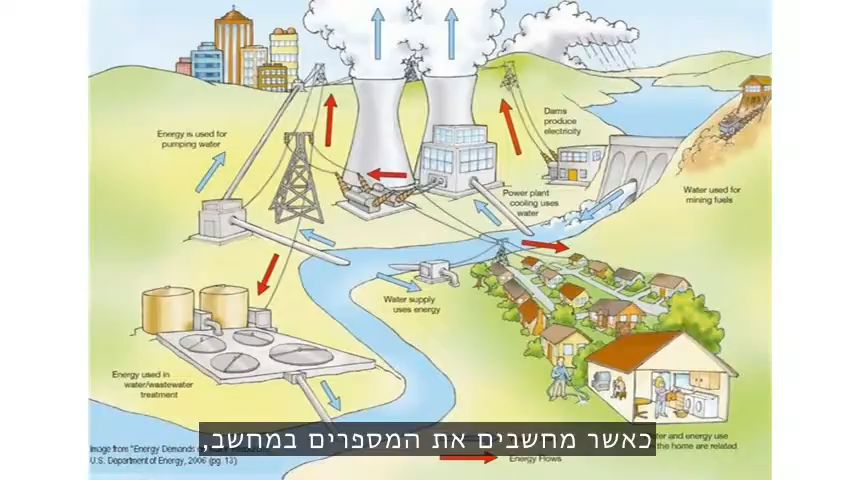 Energy is used for
pumping water
Dams
produce
electricity
Power plant
cooling uses
water
Water used for
mining fuels
Water supply
uses energy
Energy used in
water/wastewater
treatment
and energy use
the home are related
כאשר מחשבים את המספרים במחשב,
Image from "Energy Demands
U.S. Department of Energy, 2006 (pg. 13)
Energy Flows